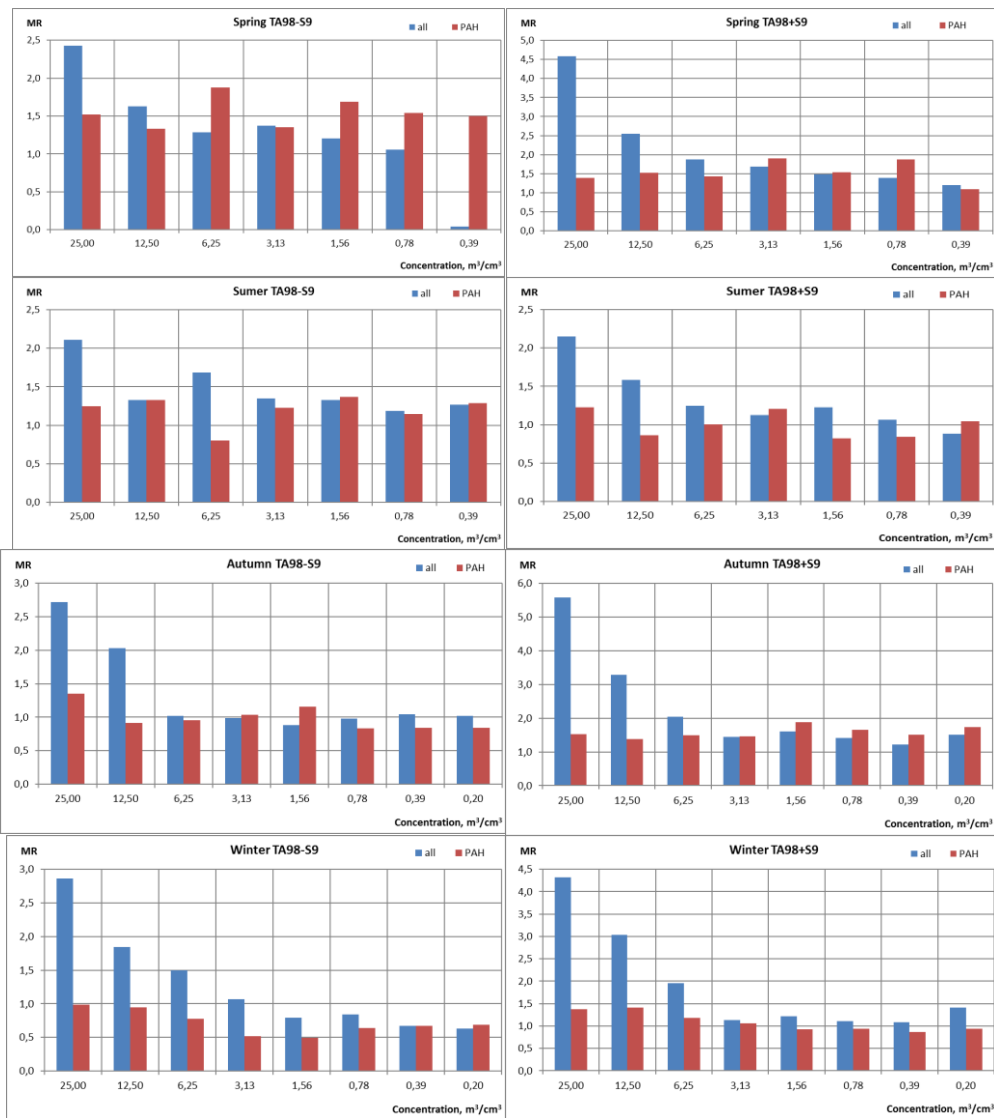 MR Spring TA98-S9 all PAH
2,5
2,0
1,5
1,0
0,5
0,0
25,00 12,50 6,25 3,13 1,56 0,78 0,39
Concentration, m³/cm³
MR Spring TA98+S9 all PAH
5,0
4,5
4,0
3,5
3,0
2,5
2,0
1,5
1,0
0,5
0,0
25,00 12,50 6,25 3,13 1,56 0,78 0,39
Concentration, m³/cm³
MR Sumer TA98-S9 all PAH
2,5
2,0
1,5
1,0
0,5
0,0
25,00 12,50 6,25 3,13 1,56 0,78 0,39
Concentration, m³/cm³
MR Sumer TA98+S9 all PAH
2,5
2,0
1,5
1,0
0,5
0,0
25,00 12,50 6,25 3,13 1,56 0,78 0,39
Concentration, m³/cm³
MR Autumn TA98-S9 all PAH
3,0
2,5
2,0
1,5
1,0
0,5
0,0
25,00 12,50 6,25 3,13 1,56 0,78 0,39 0,20
Concentration, m³/cm³
MR Autumn TA98+S9 all PAH
6,0
5,0
4,0
3,0
2,0
1,0
0,0
25,00 12,50 6,25 3,13 1,56 0,78 0,39 0,20
Concentration, m³/cm³
MR Winter TA98-S9 all PAH
3,0
2,5
2,0
1,5
1,0
0,5
0,0
25,00 12,50 6,25 3,13 1,56 0,78 0,39 0,20
Concentration, m³/cm³
MR Winter TA98+S9 all PAH
4,5
4,0
3,5
3,0
2,5
2,0
1,5
1,0
0,5
0,0
25,00 12,50 6,25 3,13 1,56 0,78 0,39 0,20
Concentration, m³/cm³